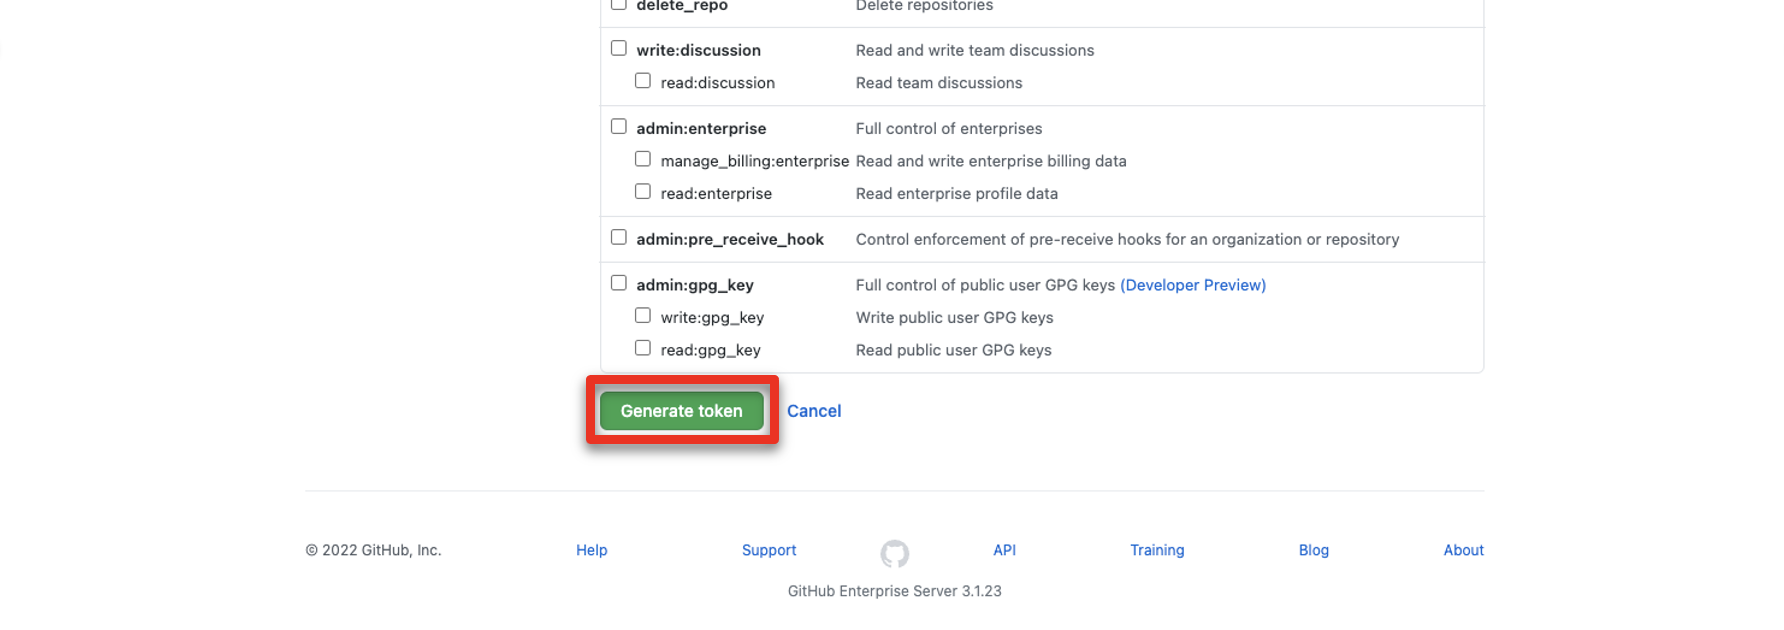 delete_repo Delete repositories
write:discussion Read and write team discussions
read:discussion Read team discussions
admin:enterprise Full control of enterprises
manage_billing:enterprise Read and write enterprise billing data
read:enterprise Read enterprise profile data
admin:pre_receive_hook Control enforcement of pre-receive hooks for an organization or repository
admin:gpg_key Full control of public user GPG keys (Developer Preview)
write:gpg_key Write public user GPG keys
read:gpg_key Read public user GPG keys
Generate token Cancel
© 2022 GitHub, Inc. Help Support API Training Blog About
GitHub Enterprise Server 3.1.23